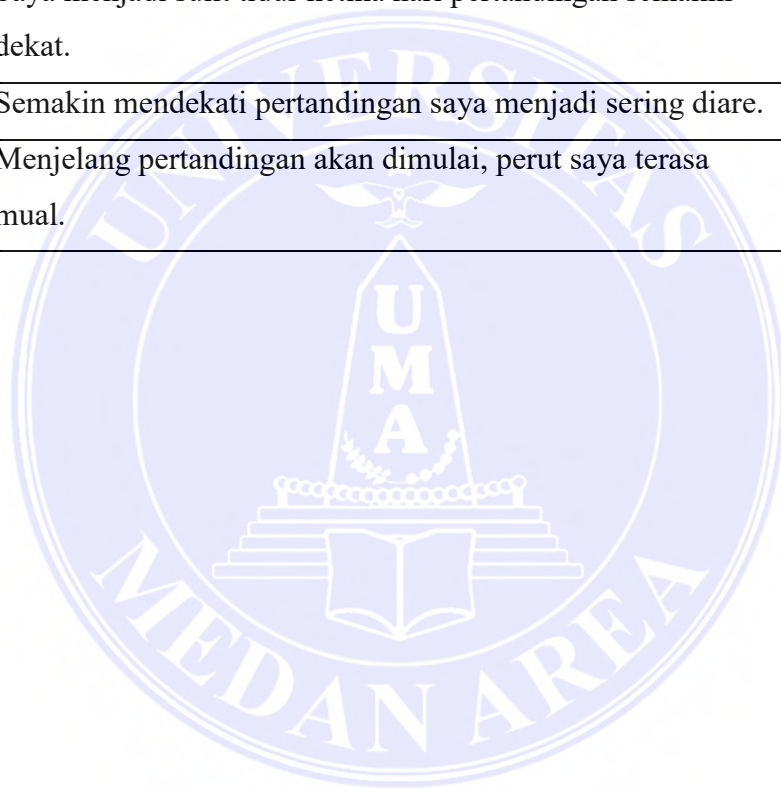 dekat.
Semakin mendekati pertandingan saya menjadi sering diare.
Menjelang pertandingan akan dimulai, perut saya terasa
mual.
UNIVERSITAS
UMA
MEDAN AREA